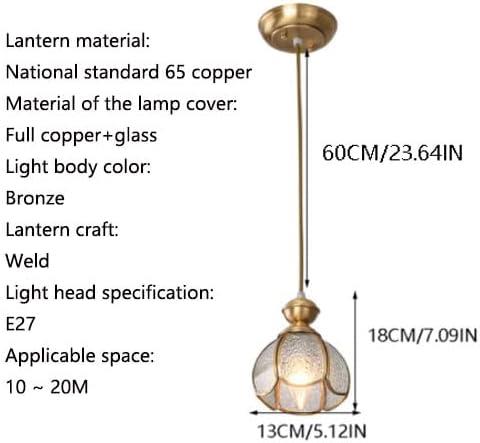 Lantern material:
National standard 65 copper
Material of the lamp cover:
Full copper+glass
Light body color:
Bronze
Lantern craft:
Weld
Light head specification:
E27
Applicable space:
10 ~ 20M
60CM/23.64IN
18CM/7.09IN
13CM/5.12IN